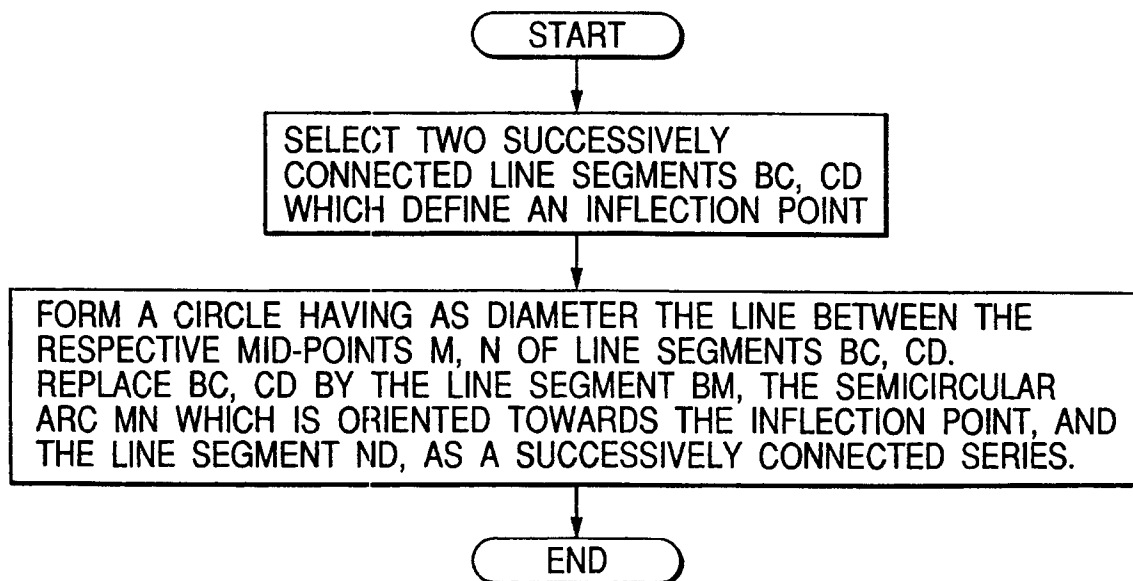 START
SELECT TWO SUCCESSIVELY
CONNECTED LINE SEGMENTS BC, CD
WHICH DEFINE AN INFLECTION POINT
FORM A CIRCLE HAVING AS DIAMETER THE LINE BETWEEN THE
RESPECTIVE MID-POINTS M, N OF LINE SEGMENTS BC, CD.
REPLACE BC, CD BY THE LINE SEGMENT BM, THE SEMICIRCULAR
ARC MN WHICH IS ORIENTED TOWARDS THE INFLECTION POINT, AND
THE LINE SEGMENT ND, AS A SUCCESSIVELY CONNECTED SERIES.
END